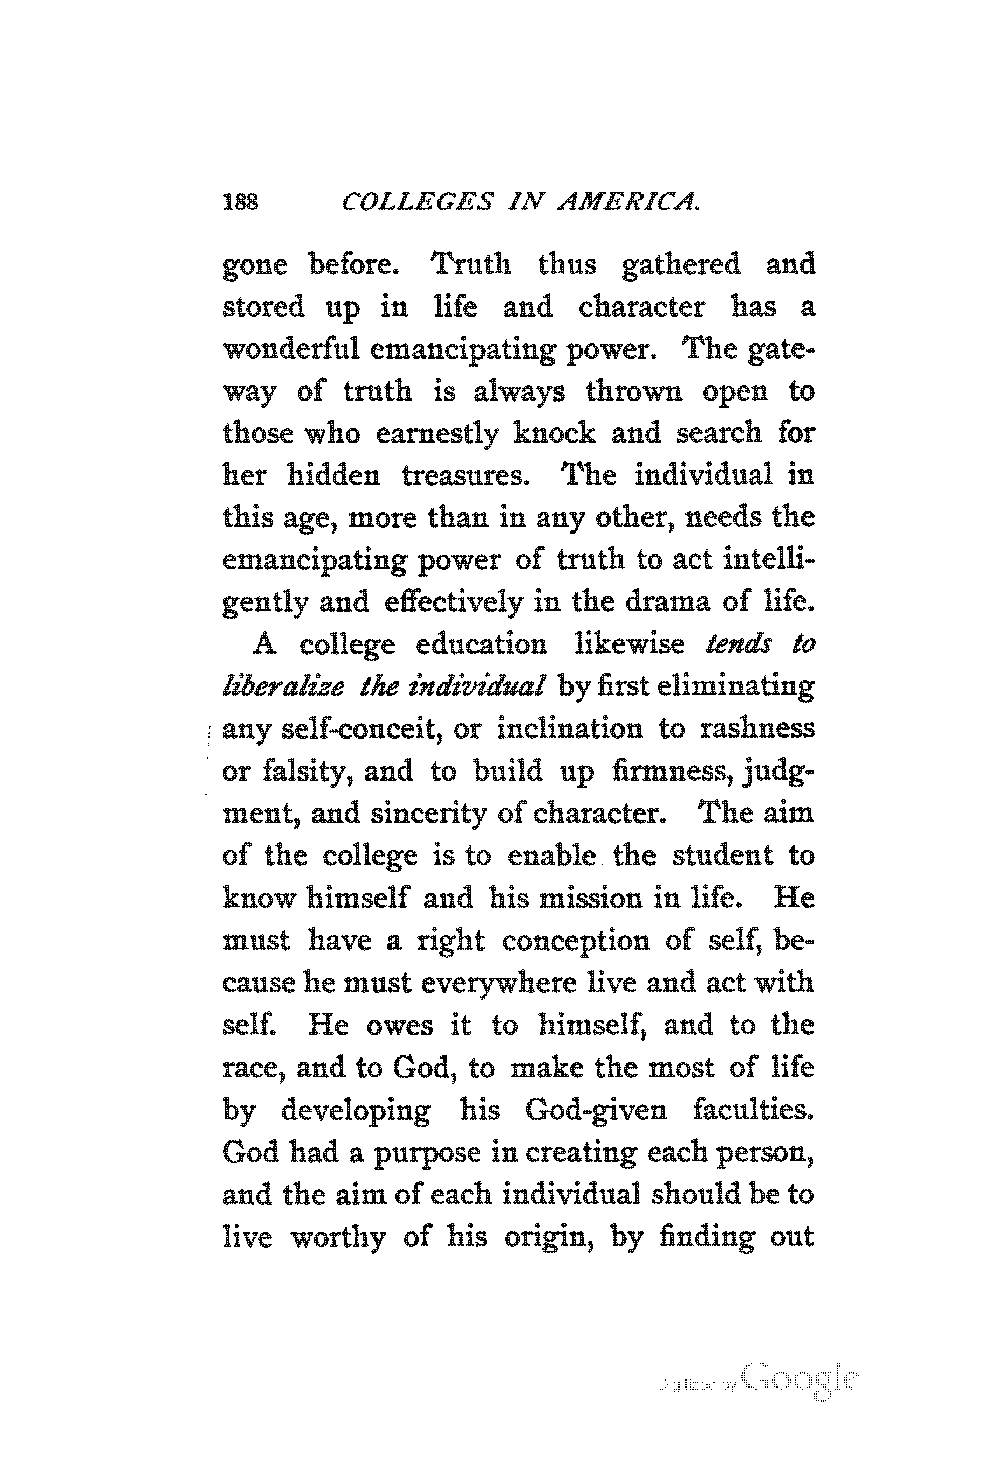 188 COLLEGES IN AMERICA.
gone before. Truth thus gathered and
stored up in life and character has a
wonderful emancipating power. The gate-
way of truth is always thrown open to
those who earnestly knock and search for
her hidden treasures. The individual in
this age, more than in any other, needs the
emancipating power of truth to act intelli-
gently and effectively in the drama of life.
A college education likewise tends to
liberalize the individual by first eliminating
any self-conceit, or inclination to rashness
or falsity, and to build up firmness, judg-
ment, and sincerity of character. The aim
of the college is to enable the student to
know himself and his mission in life. He
must have a right conception of self, be-
cause he must everywhere live and act with
self. He owes it to himself, and to the
race, and to God, to make the most of life
by developing his God-given faculties.
God had a purpose in creating each person,
and the aim of each individual should be to
live worthy of his origin, by finding out
Digitized by Google